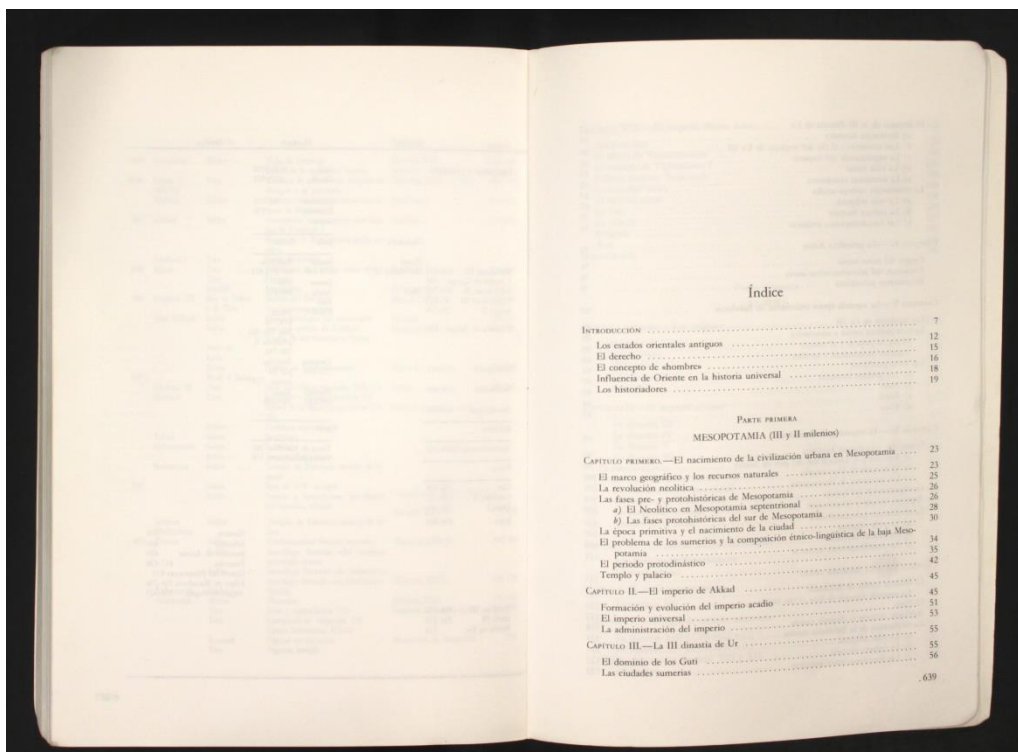 Índice
INTRODUCCIÓN ........ 7
Los estados orientales antiguos ........ 12
El derecho ........ 15
El concepto de «hombre» ........ 16
Influencia de Oriente en la historia universal ........ 18
Los historiadores ........ 19
PARTE PRIMERA
MESOPOTAMIA (III y II milenios)
CAPÍTULO PRIMERO.—El nacimiento de la civilización urbana en Mesopotamia .... 23
El marco geográfico y los recursos naturales ........ 23
La revolución neolítica ........ 25
Las fases pre- y protohistóricas de Mesopotamia ........ 26
a) El Neolítico en Mesopotamia septentrional ........ 26
b) Las fases protohistóricas del sur de Mesopotamia ........ 28
La época primitiva y el nacimiento de la ciudad ........ 30
El problema de los sumerios y la composición étnico-lingüística de la baja Meso-
potamia ........ 34
El periodo protodinástico ........ 35
Templo y palacio ........ 42
CAPÍTULO II.—El imperio de Akkad ........ 45
Formación y evolución del imperio acadio ........ 45
El imperio universal ........ 51
La administración del imperio ........ 53
CAPÍTULO III.—La III dinastía de Ur ........ 55
El dominio de los Guti ........ 55
Las ciudades sumerias ........ 56
639